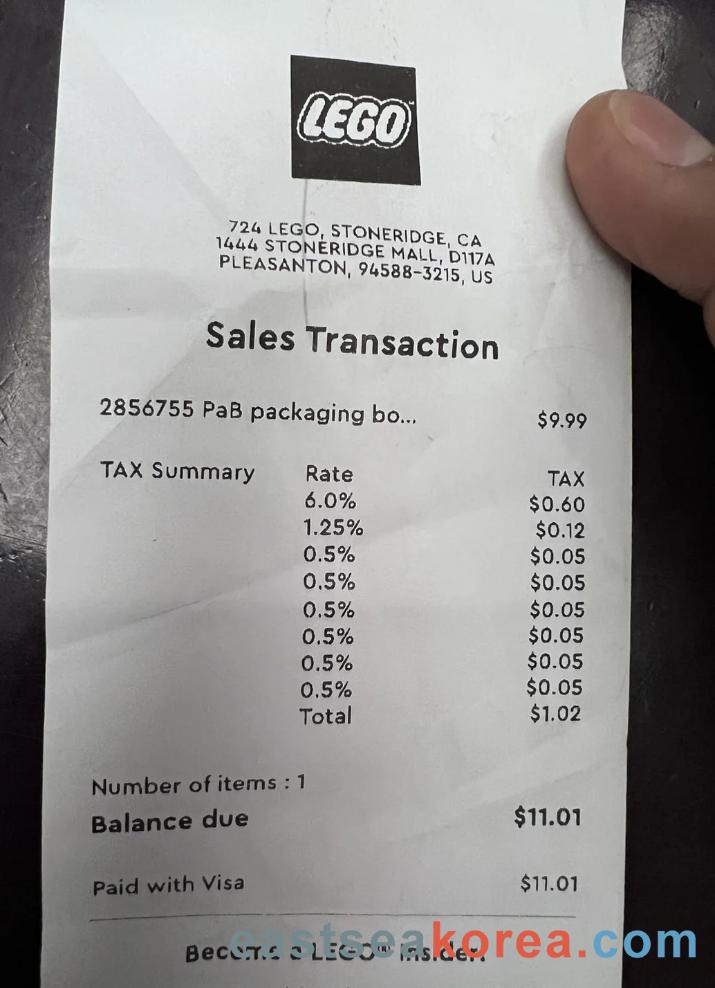 LEGO
724 LEGO, STONERIDGE, CA
1444 STONERIDGE MALL, D117A
PLEASANTON, 94588-3215, US
Sales Transaction
2856755 PaB packaging bo... $9.99
TAX Summary Rate TAX
6.0% $0.60
1.25% $0.12
0.5% $0.05
0.5% $0.05
0.5% $0.05
0.5% $0.05
0.5% $0.05
0.5% $0.05
Total $1.02
Number of items : 1
Balance due $11.01
Paid with Visa $11.01
Become a LEGO® Insider!
eastseakorea.com